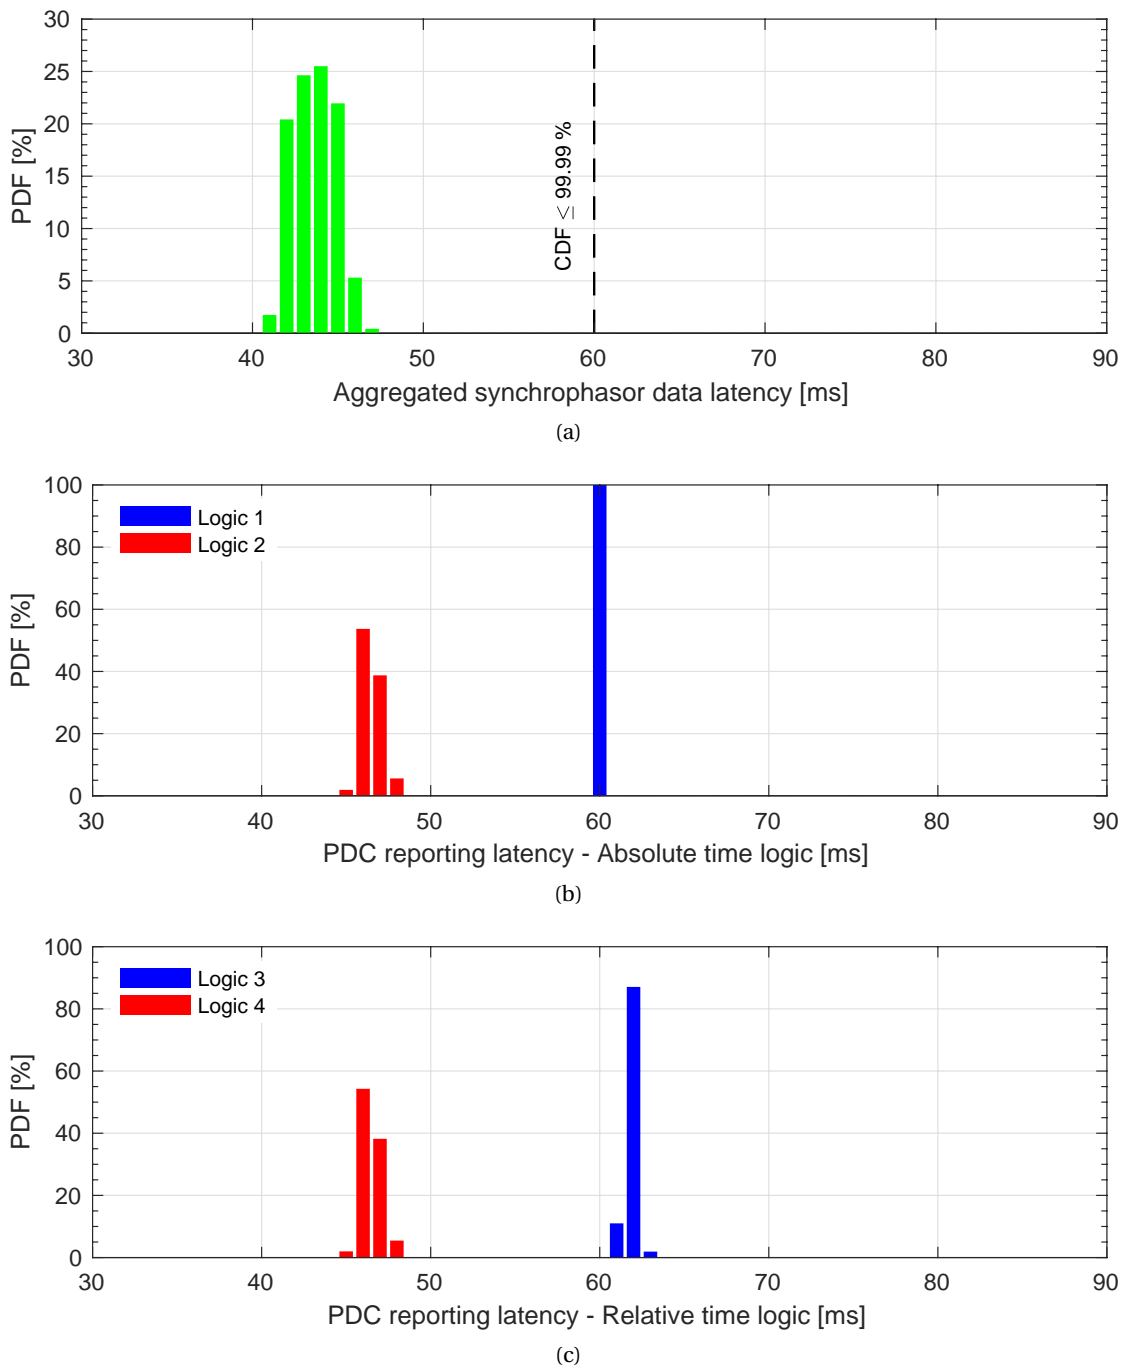 30
25
20
15
10
5
0
PDF [%]
CDF ≤ 99.99 %
30 40 50 60 70 80 90
Aggregated synchrophasor data latency [ms]
(a)
100
80
60
40
20
0
PDF [%]
Logic 1
Logic 2
30 40 50 60 70 80 90
PDC reporting latency - Absolute time logic [ms]
(b)
100
80
60
40
20
0
PDF [%]
Logic 3
Logic 4
30 40 50 60 70 80 90
PDC reporting latency - Relative time logic [ms]
(c)